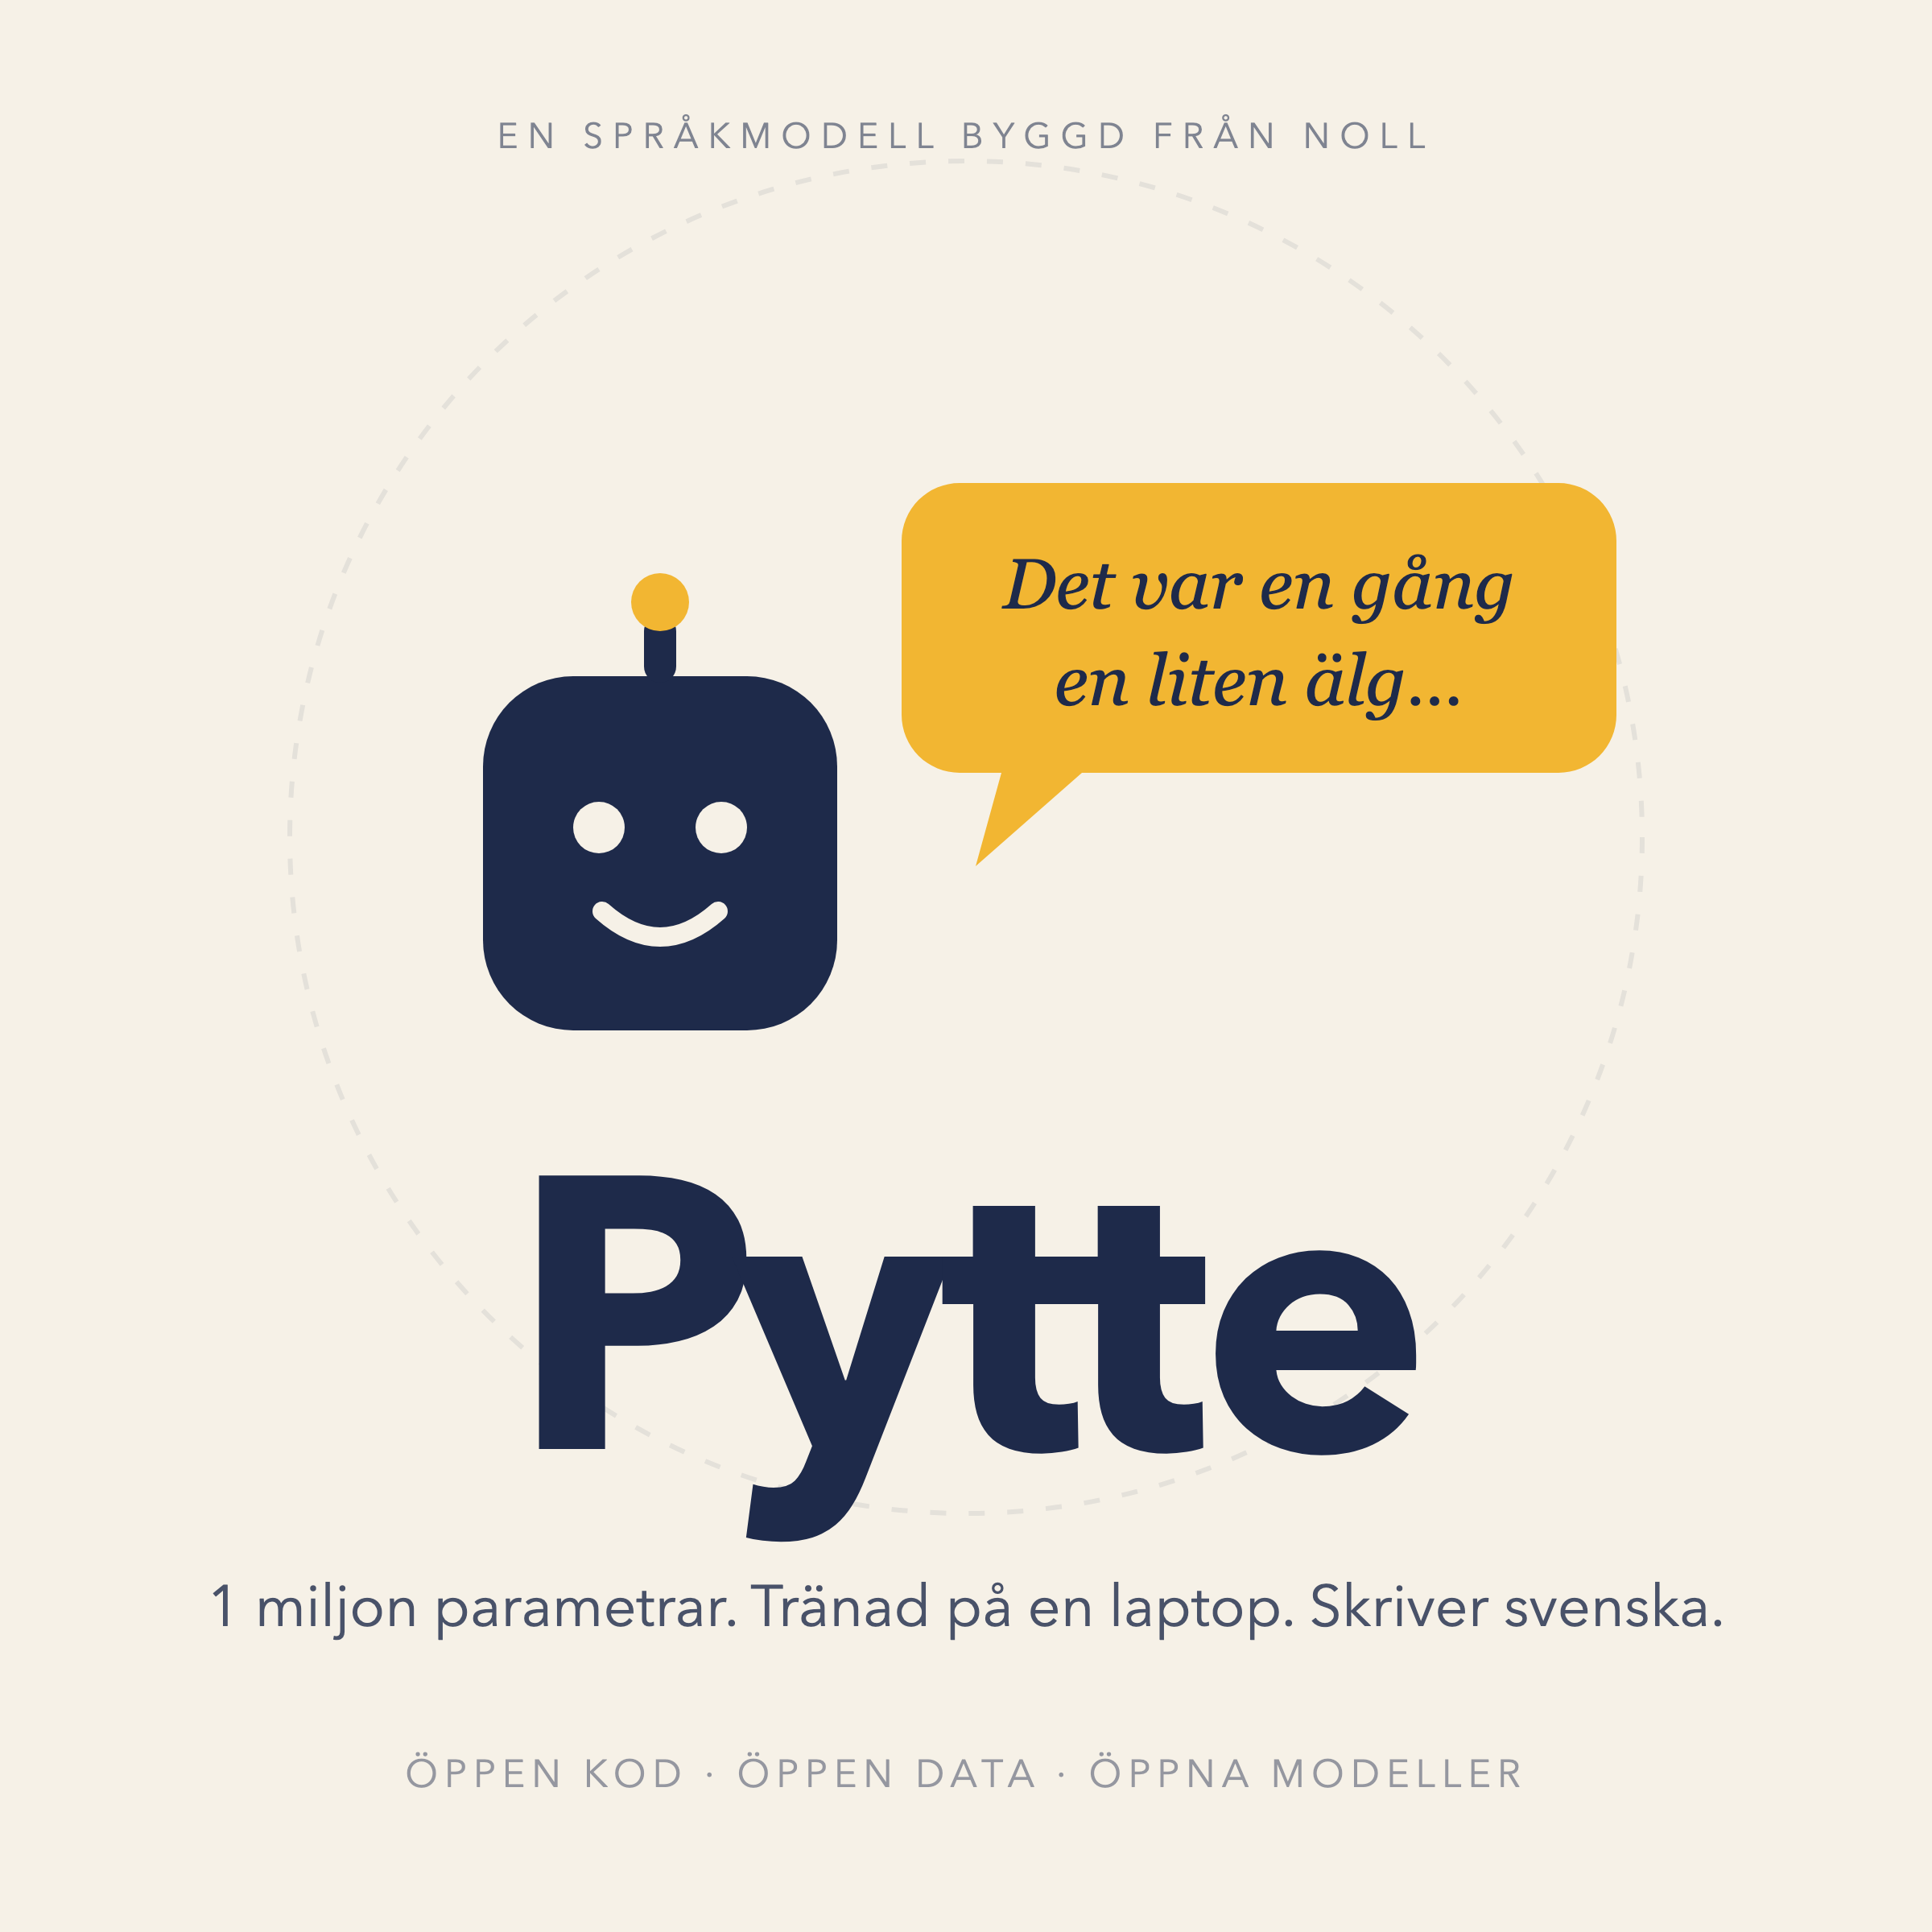 EN SPRÅKMODELL BYGGD FRÅN NOLL
Det var en gång
en liten älg...
Pytte
1 miljon parametrar. Tränad på en laptop. Skriver svenska.
ÖPPEN KOD · ÖPPEN DATA · ÖPPNA MODELLER